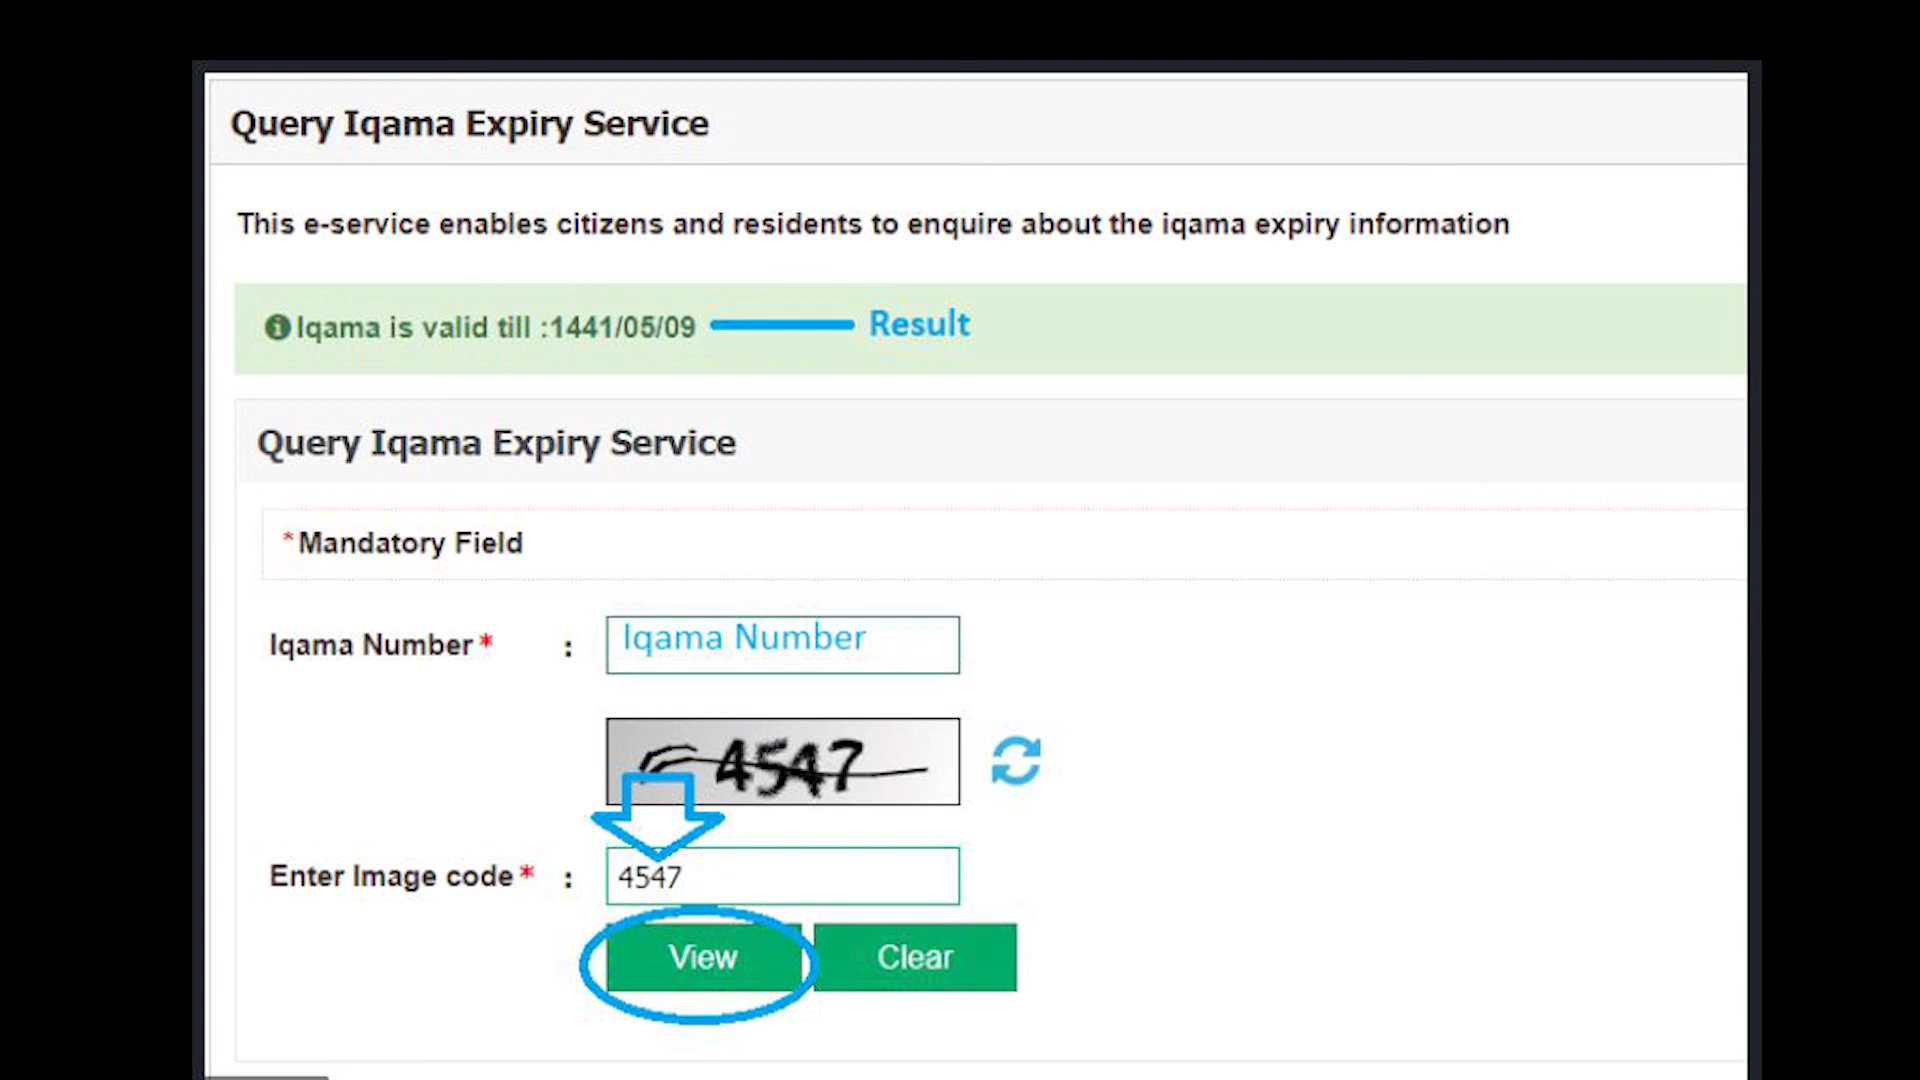 Query Iqama Expiry Service
This e-service enables citizens and residents to enquire about the iqama expiry information
Iqama is valid till :1441/05/09 Result
Query Iqama Expiry Service
*Mandatory Field
Iqama Number* : Iqama Number
4547
Enter Image code* : 4547
View Clear